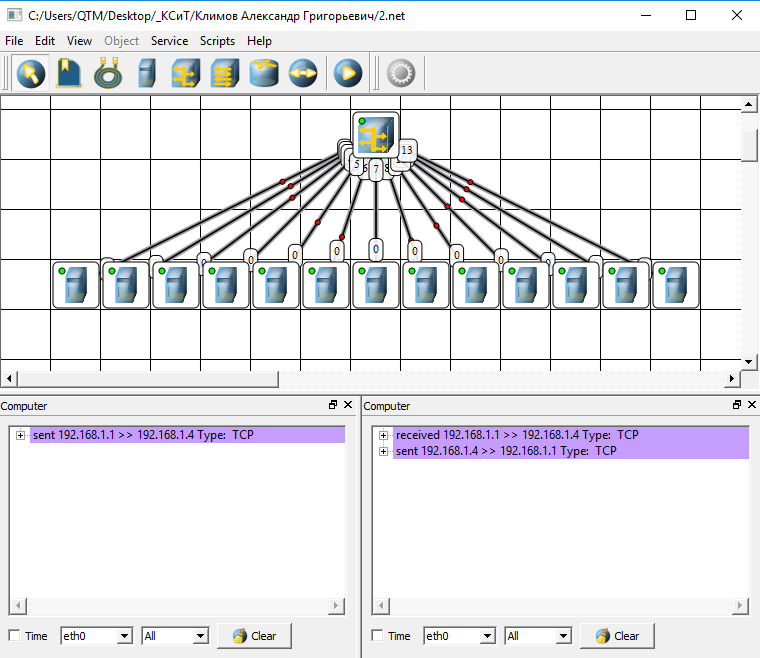 C:/Users/QTM/Desktop/_КСиТ/Климов Александр Григорьевич/2.net
File Edit View Object Service Scripts Help
13
5 6 7 8
0 0 0 0 0 0 0
Computer
sent 192.168.1.1 >> 192.168.1.4 Type: TCP
Time eth0 All Clear
Computer
received 192.168.1.1 >> 192.168.1.4 Type: TCP
sent 192.168.1.4 >> 192.168.1.1 Type: TCP
Time eth0 All Clear